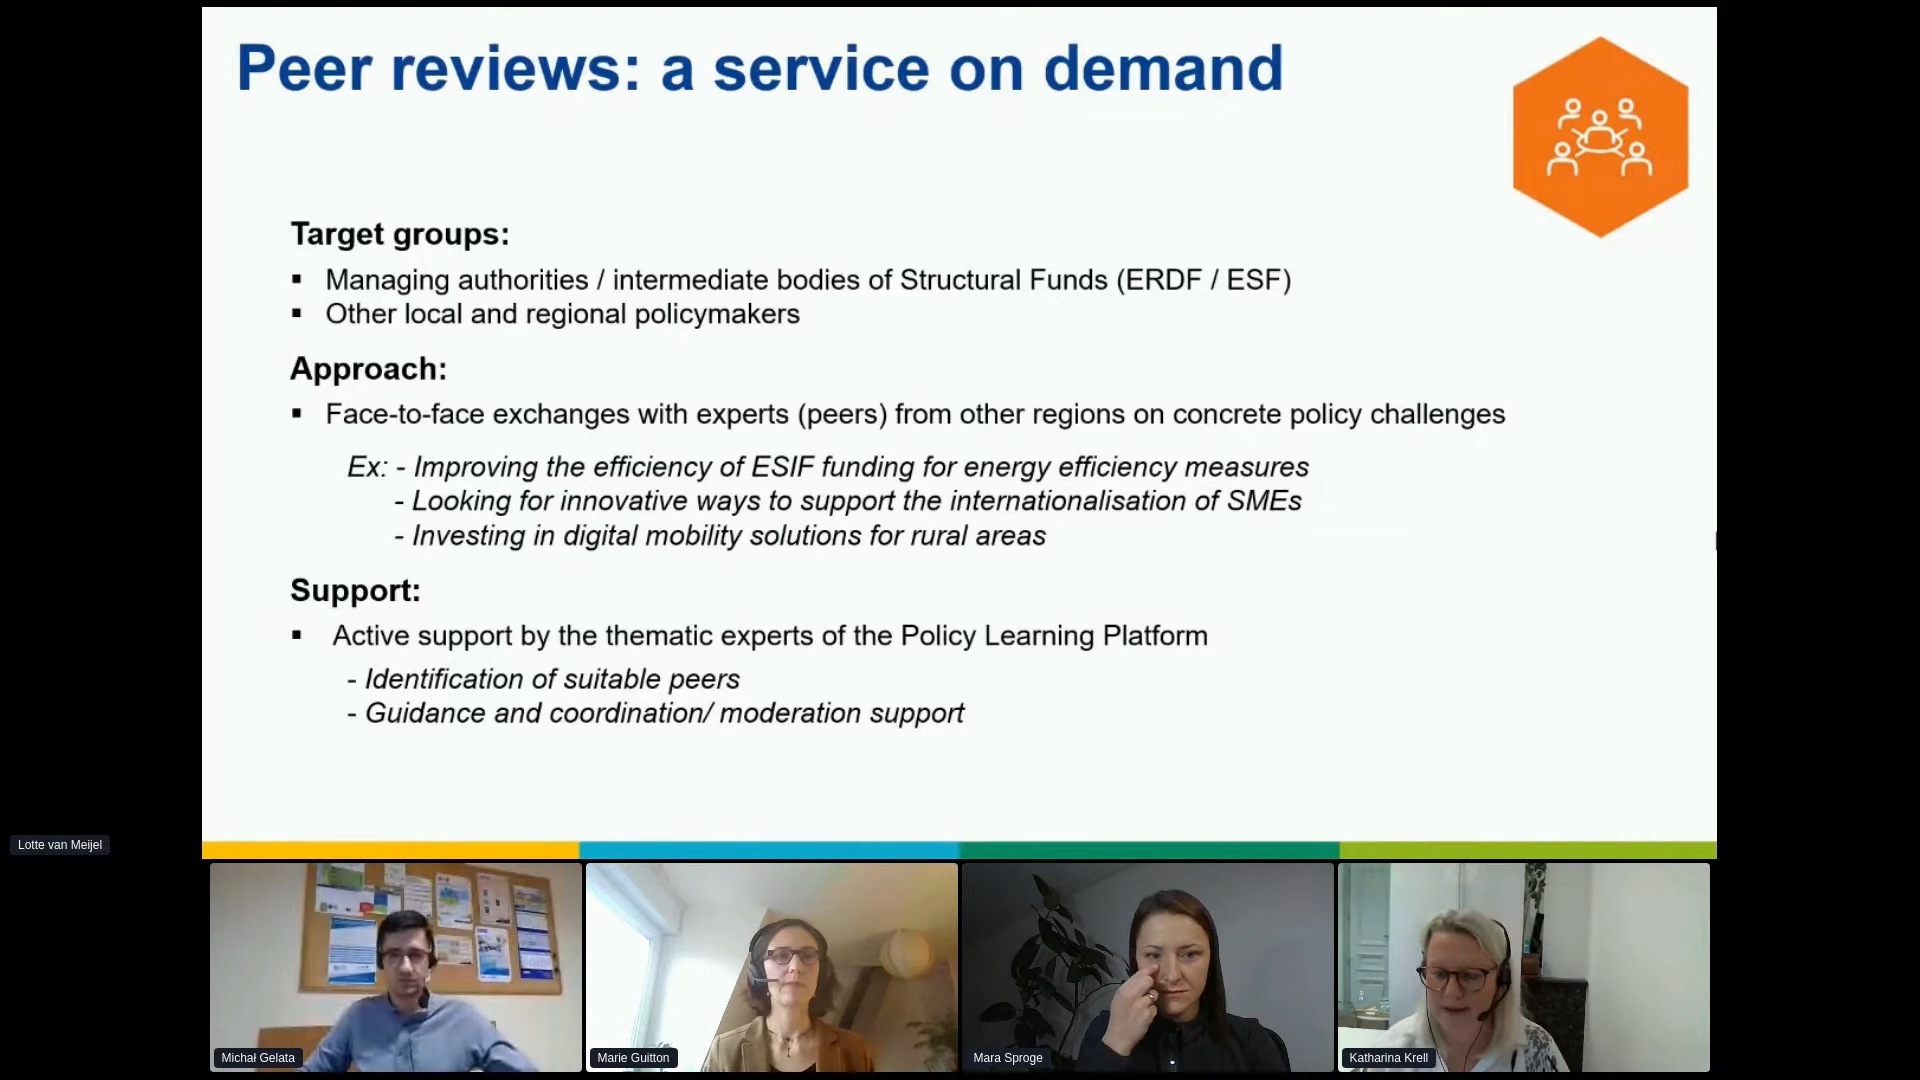 Peer reviews: a service on demand
Target groups:
▪ Managing authorities / intermediate bodies of Structural Funds (ERDF / ESF)
▪ Other local and regional policymakers
Approach:
▪ Face-to-face exchanges with experts (peers) from other regions on concrete policy challenges
Ex: - Improving the efficiency of ESIF funding for energy efficiency measures
- Looking for innovative ways to support the internationalisation of SMEs
- Investing in digital mobility solutions for rural areas
Support:
▪ Active support by the thematic experts of the Policy Learning Platform
- Identification of suitable peers
- Guidance and coordination/ moderation support
Lotte van Meijel
Michał Gelata
Marie Guitton
Mara Sproge
Katharina Krell